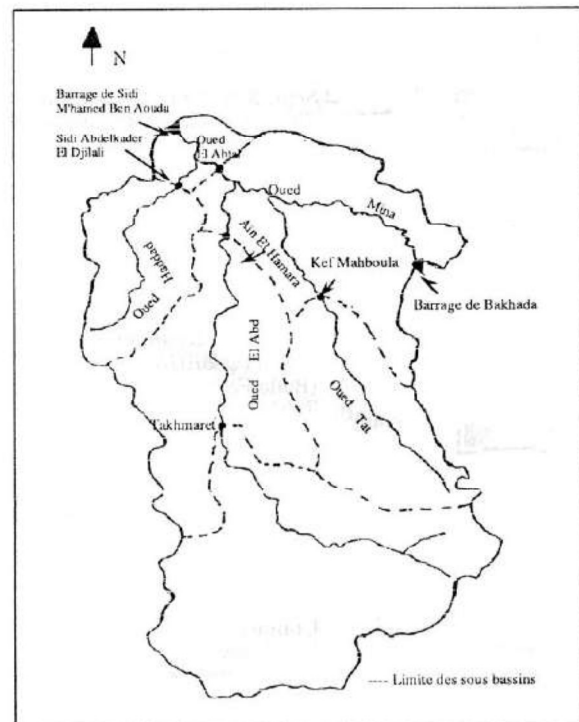 N
Barrage de Sidi
M'hamed Ben Aouda
Sidi Abdelkader
El Djilali
Oued
El Abtal
Oued
Mina
Ain El Hamara
Kef Mahboula
Barrage de Bakhada
Oued Haddad
Oued El Abd
Oued Tat
Takhmaret
Limite des sous bassins